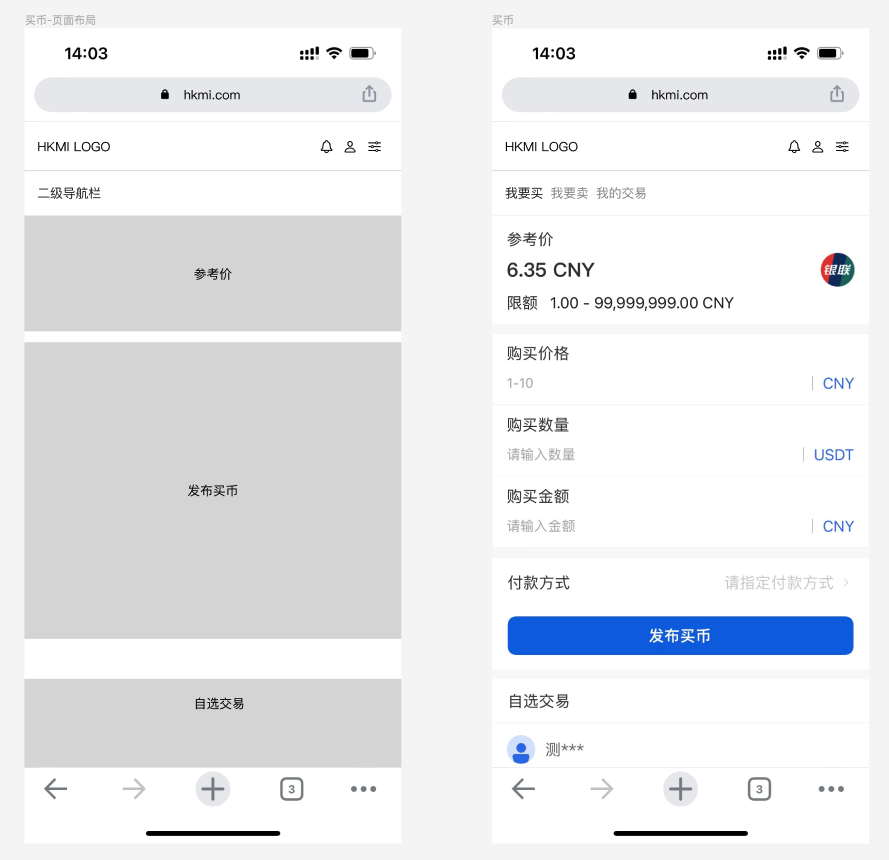 买币-页面布局
14:03
hkmi.com
HKMI LOGO
二级导航栏
参考价
发布买币
自选交易
3
买币
14:03
hkmi.com
HKMI LOGO
我要买 我要卖 我的交易
参考价
6.35 CNY
银联
限额 1.00 - 99,999,999.00 CNY
购买价格
1-10 CNY
购买数量
请输入数量 USDT
购买金额
请输入金额 CNY
付款方式 请指定付款方式
发布买币
自选交易
测***
3